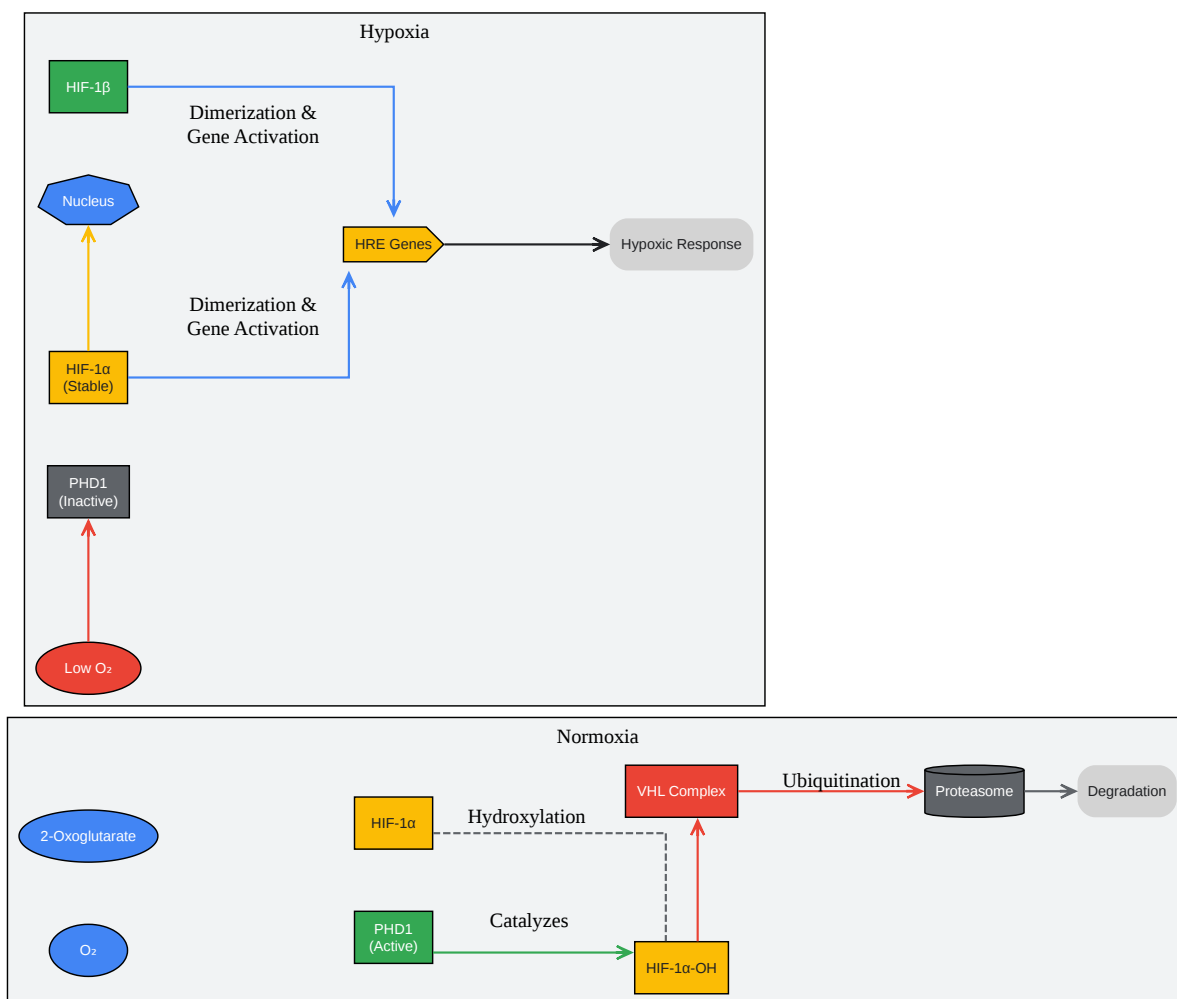 Hypoxia
HIF-1β
Dimerization &
Gene Activation
Nucleus
HRE Genes
Hypoxic Response
Dimerization &
Gene Activation
HIF-1α
(Stable)
PHD1
(Inactive)
Low O₂
Normoxia
VHL Complex
Ubiquitination
Proteasome
Degradation
HIF-1α
Hydroxylation
2-Oxoglutarate
PHD1
(Active)
Catalyzes
O₂
HIF-1α-OH